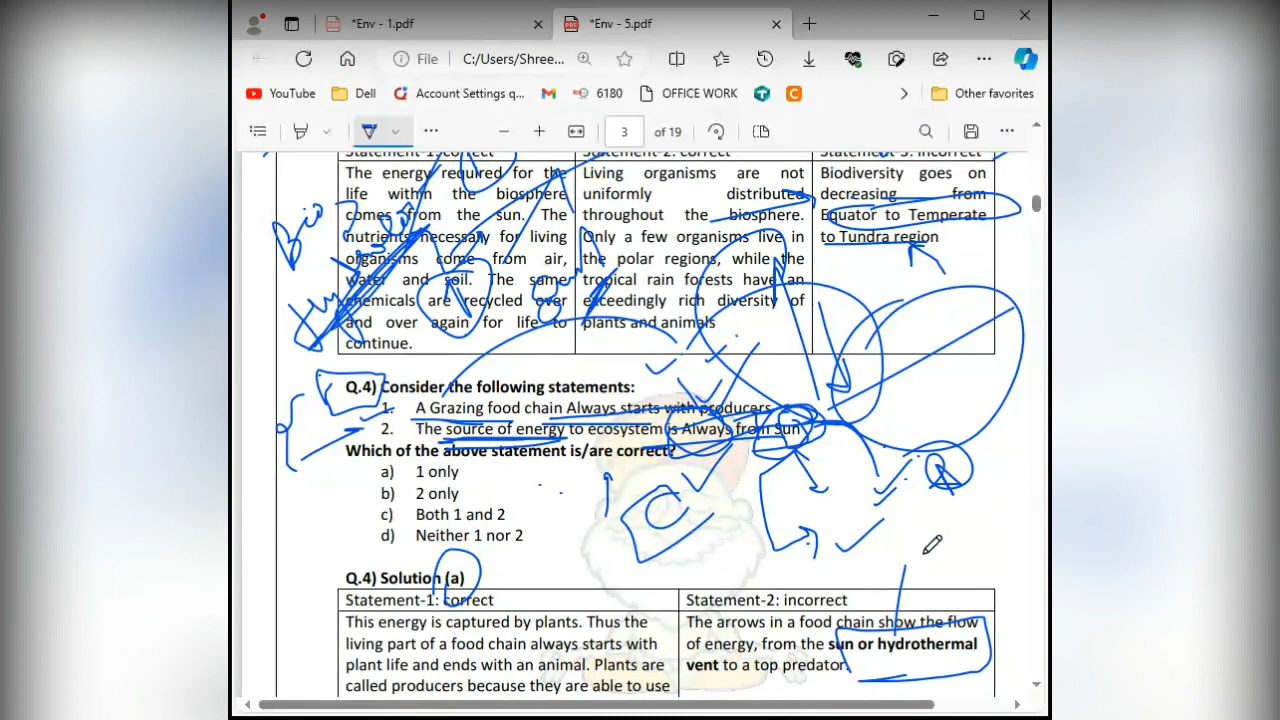 *Env - 1.pdf
*Env - 5.pdf
File C:/Users/Shree...
YouTube Dell Account Settings q... 6180 OFFICE WORK Other favorites
3 of 19
Statement-1: correct Statement-2: correct Statement-3: incorrect
The energy required for the
life within the biosphere
comes from the sun. The
nutrients necessary for living
organisms come from air,
water and soil. The same
chemicals are recycled over
and over again for life to
continue.
Living organisms are not
uniformly distributed
throughout the biosphere.
Only a few organisms live in
the polar regions, while the
tropical rain forests have an
exceedingly rich diversity of
plants and animals
Biodiversity goes on
decreasing from
Equator to Temperate
to Tundra region
Bio
Q.4) Consider the following statements:
1. A Grazing food chain Always starts with producers
2. The source of energy to ecosystem is Always from Sun
Which of the above statement is/are correct?
a) 1 only
b) 2 only
c) Both 1 and 2
d) Neither 1 nor 2
Q.4) Solution (a)
Statement-1: correct
This energy is captured by plants. Thus the
living part of a food chain always starts with
plant life and ends with an animal. Plants are
called producers because they are able to use
Statement-2: incorrect
The arrows in a food chain show the flow
of energy, from the sun or hydrothermal
vent to a top predator.